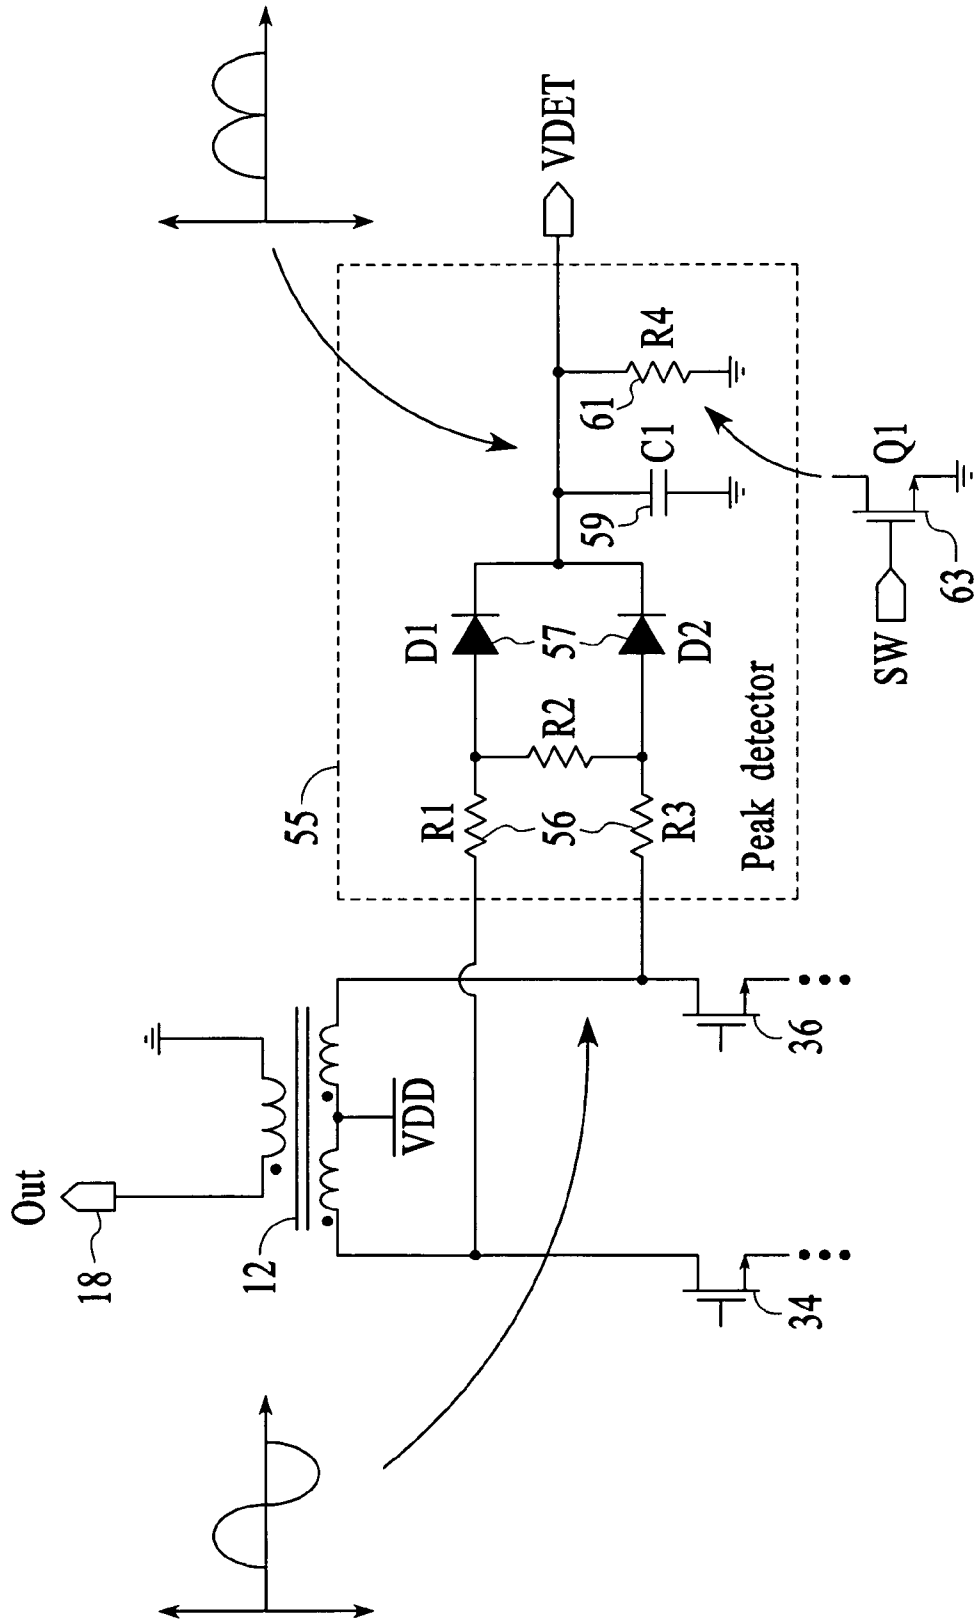 Out
18
12
VDD
34
36
55
R1
R2
R3
56
D1
D2
57
59
C1
61
R4
VDET
Peak detector
SW
Q1
63